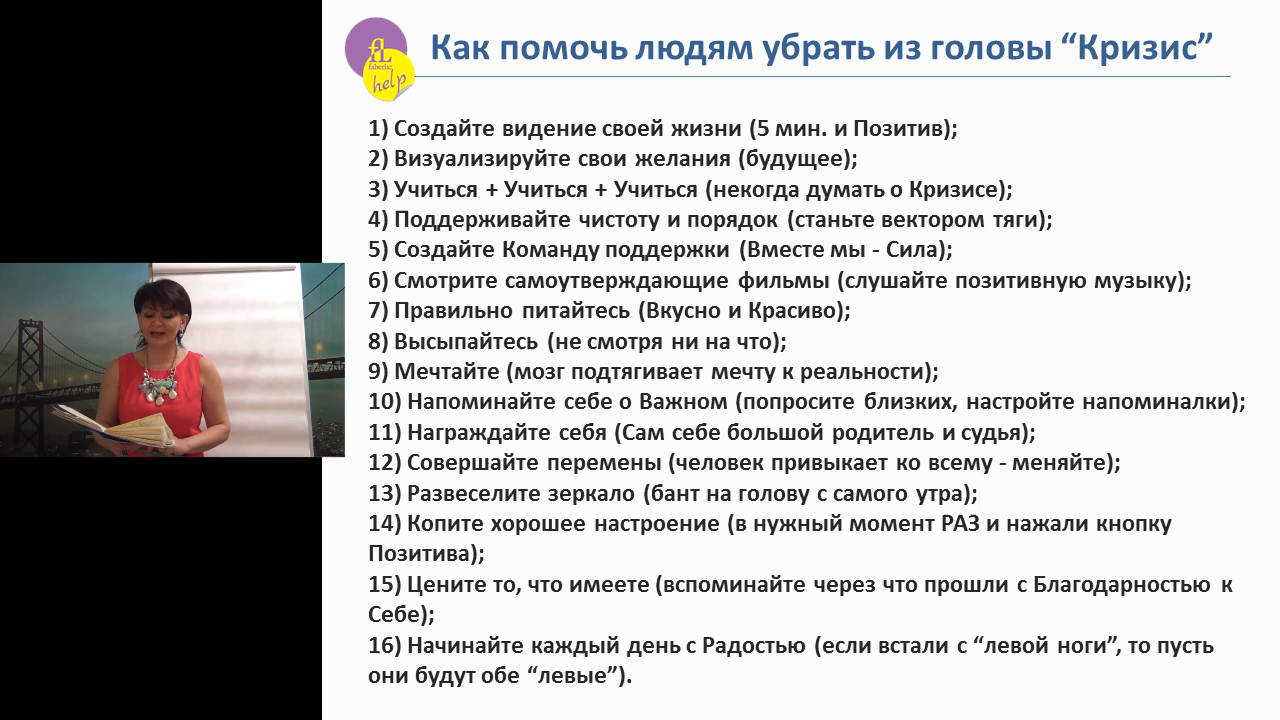 fL
faberlic
help
Как помочь людям убрать из головы “Кризис”
1) Создайте видение своей жизни (5 мин. и Позитив);
2) Визуализируйте свои желания (будущее);
3) Учиться + Учиться + Учиться (некогда думать о Кризисе);
4) Поддерживайте чистоту и порядок (станьте вектором тяги);
5) Создайте Команду поддержки (Вместе мы - Сила);
6) Смотрите самоутверждающие фильмы (слушайте позитивную музыку);
7) Правильно питайтесь (Вкусно и Красиво);
8) Высыпайтесь (не смотря ни на что);
9) Мечтайте (мозг подтягивает мечту к реальности);
10) Напоминайте себе о Важном (попросите близких, настройте напоминалки);
11) Награждайте себя (Сам себе большой родитель и судья);
12) Совершайте перемены (человек привыкает ко всему - меняйте);
13) Развеселите зеркало (бант на голову с самого утра);
14) Копите хорошее настроение (в нужный момент РАЗ и нажали кнопку
Позитива);
15) Цените то, что имеете (вспоминайте через что прошли с Благодарностью к
Себе);
16) Начинайте каждый день с Радостью (если встали с “левой ноги”, то пусть
они будут обе “левые”).